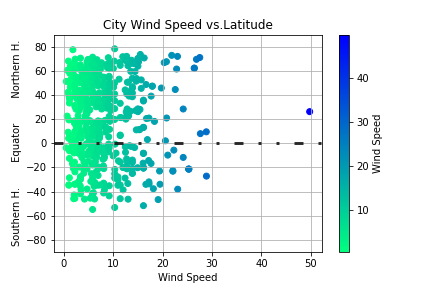 City Wind Speed vs.Latitude
Southern H.   Equator   Northern H.
80
60
40
20
0
−20
−40
−60
−80
0 10 20 30 40 50
Wind Speed
40
30
20
10
Wind Speed